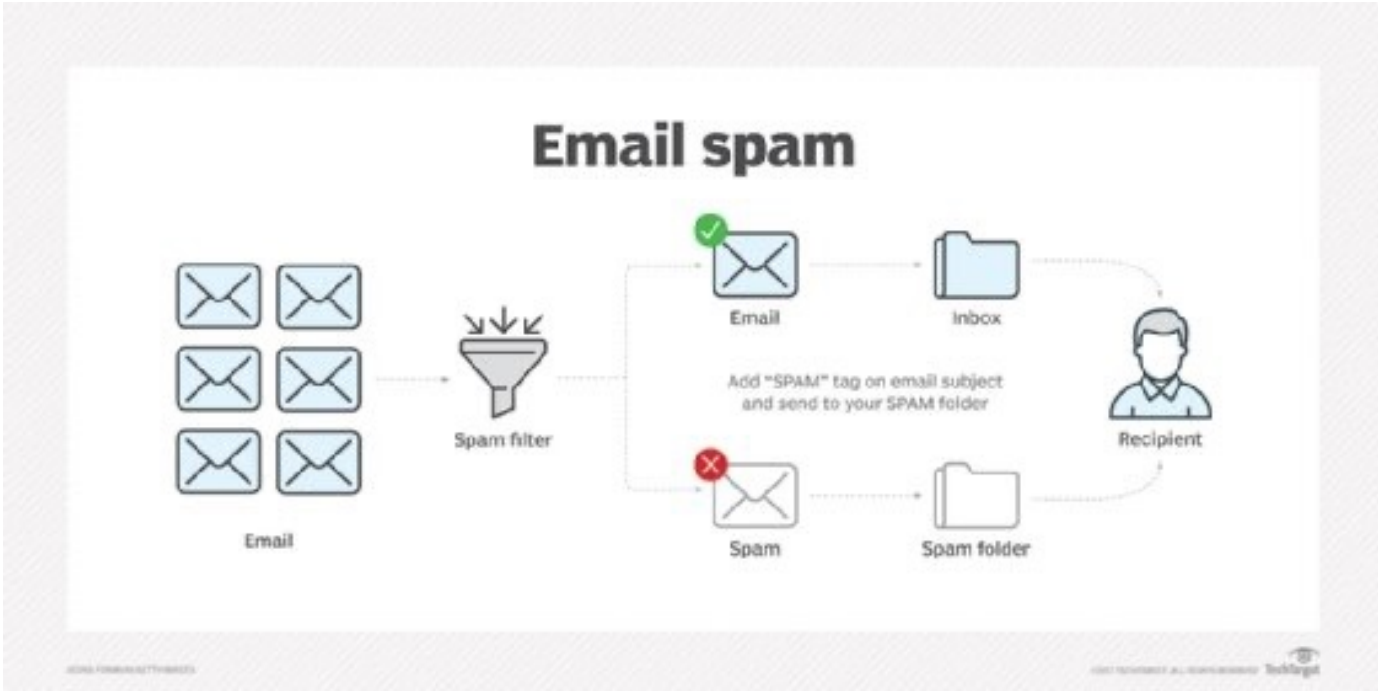 Email spam
Email
Spam filter
Email
Inbox
Add "SPAM" tag on email subject
and send to your SPAM folder
Recipient
Spam
Spam folder
TechTarget